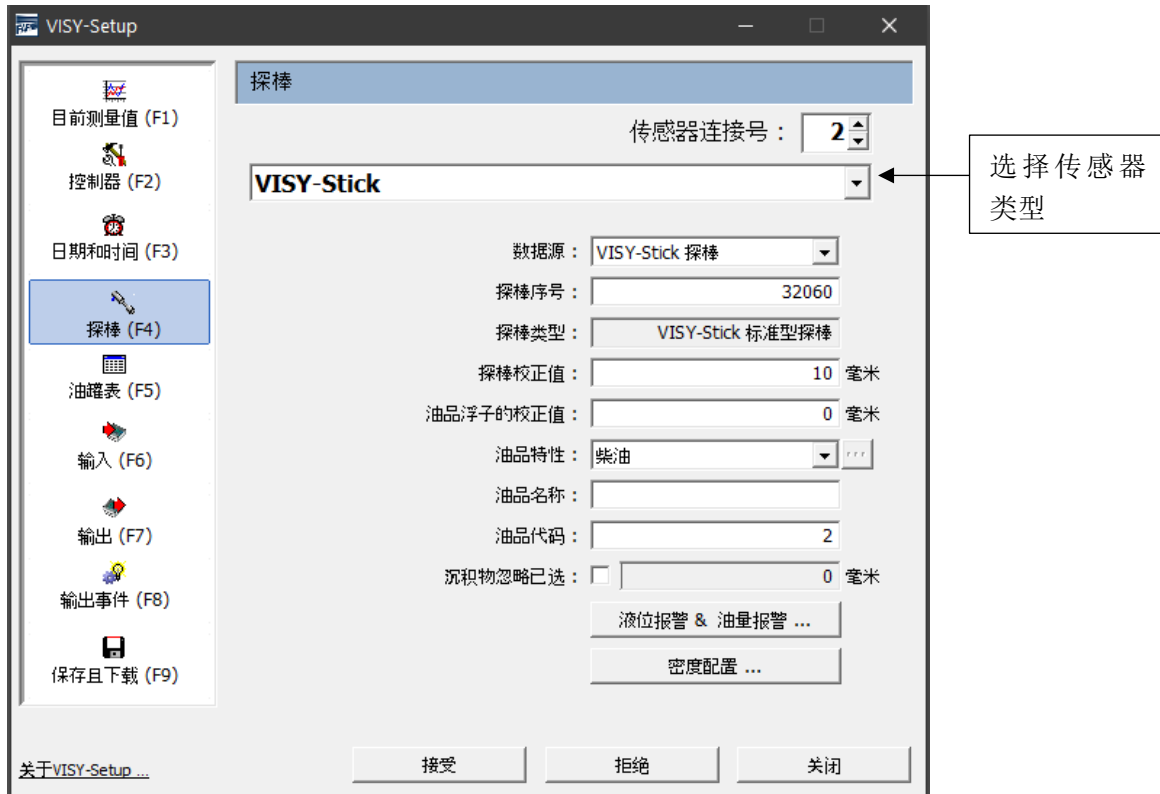 VISY-Setup
目前测量值 (F1)
控制器 (F2)
日期和时间 (F3)
探棒 (F4)
油罐表 (F5)
输入 (F6)
输出 (F7)
输出事件 (F8)
保存且下载 (F9)
关于VISY-Setup ...
探棒
传感器连接号： 2
VISY-Stick
数据源： VISY-Stick 探棒
探棒序号： 32060
探棒类型： VISY-Stick 标准型探棒
探棒校正值： 10 毫米
油品浮子的校正值： 0 毫米
油品特性： 柴油 ...
油品名称：
油品代码： 2
沉积物忽略已选： 0 毫米
液位报警 & 油量报警 ...
密度配置 ...
接受 拒绝 关闭
选择传感器
类型